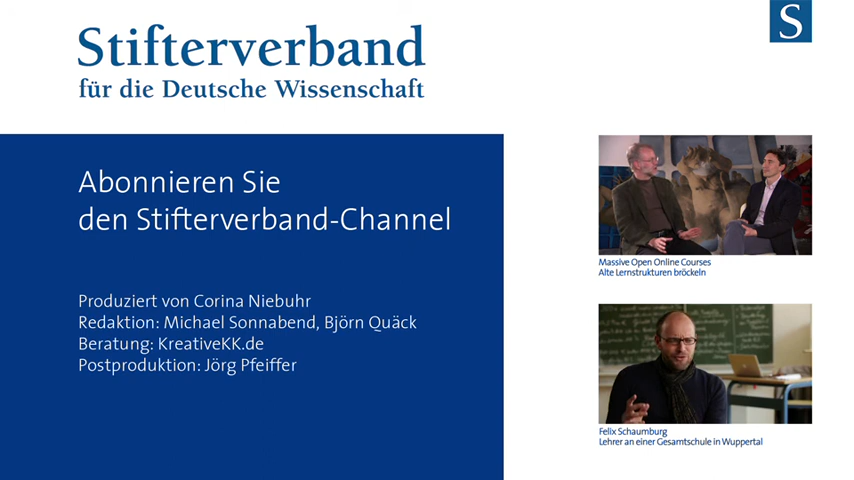 Stifterverband
für die Deutsche Wissenschaft
S
Abonnieren Sie
den Stifterverband-Channel
Produziert von Corina Niebuhr
Redaktion: Michael Sonnabend, Björn Quäck
Beratung: KreativeKK.de
Postproduktion: Jörg Pfeiffer
Massive Open Online Courses
Alte Lernstrukturen bröckeln
Felix Schaumburg
Lehrer an einer Gesamtschule in Wuppertal